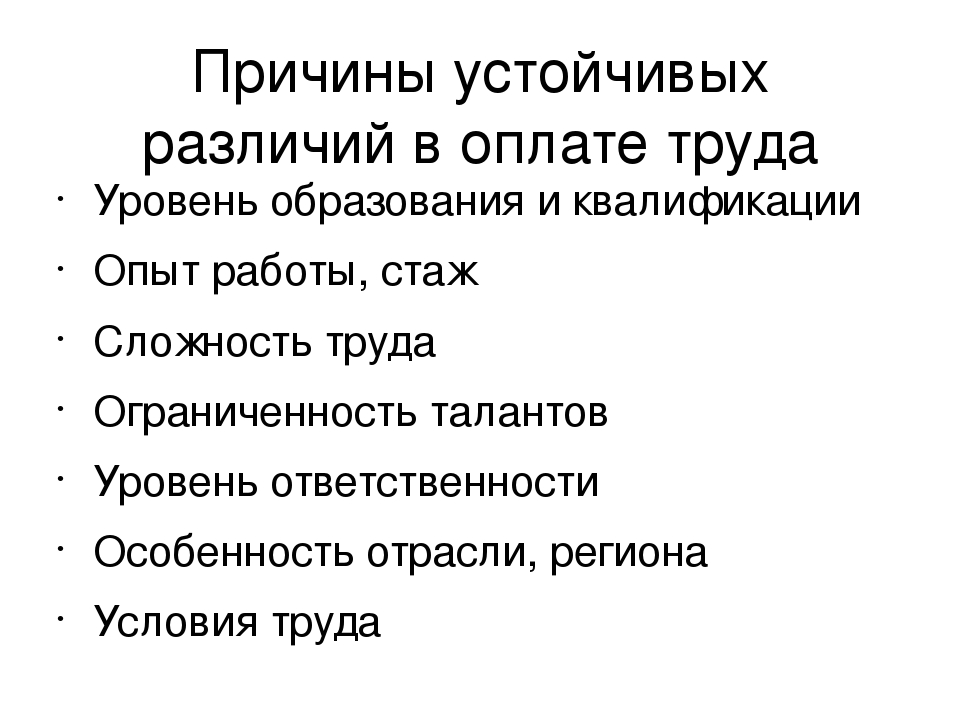 Причины устойчивых
различий в оплате труда
· Уровень образования и квалификации
· Опыт работы, стаж
· Сложность труда
· Ограниченность талантов
· Уровень ответственности
· Особенность отрасли, региона
· Условия труда